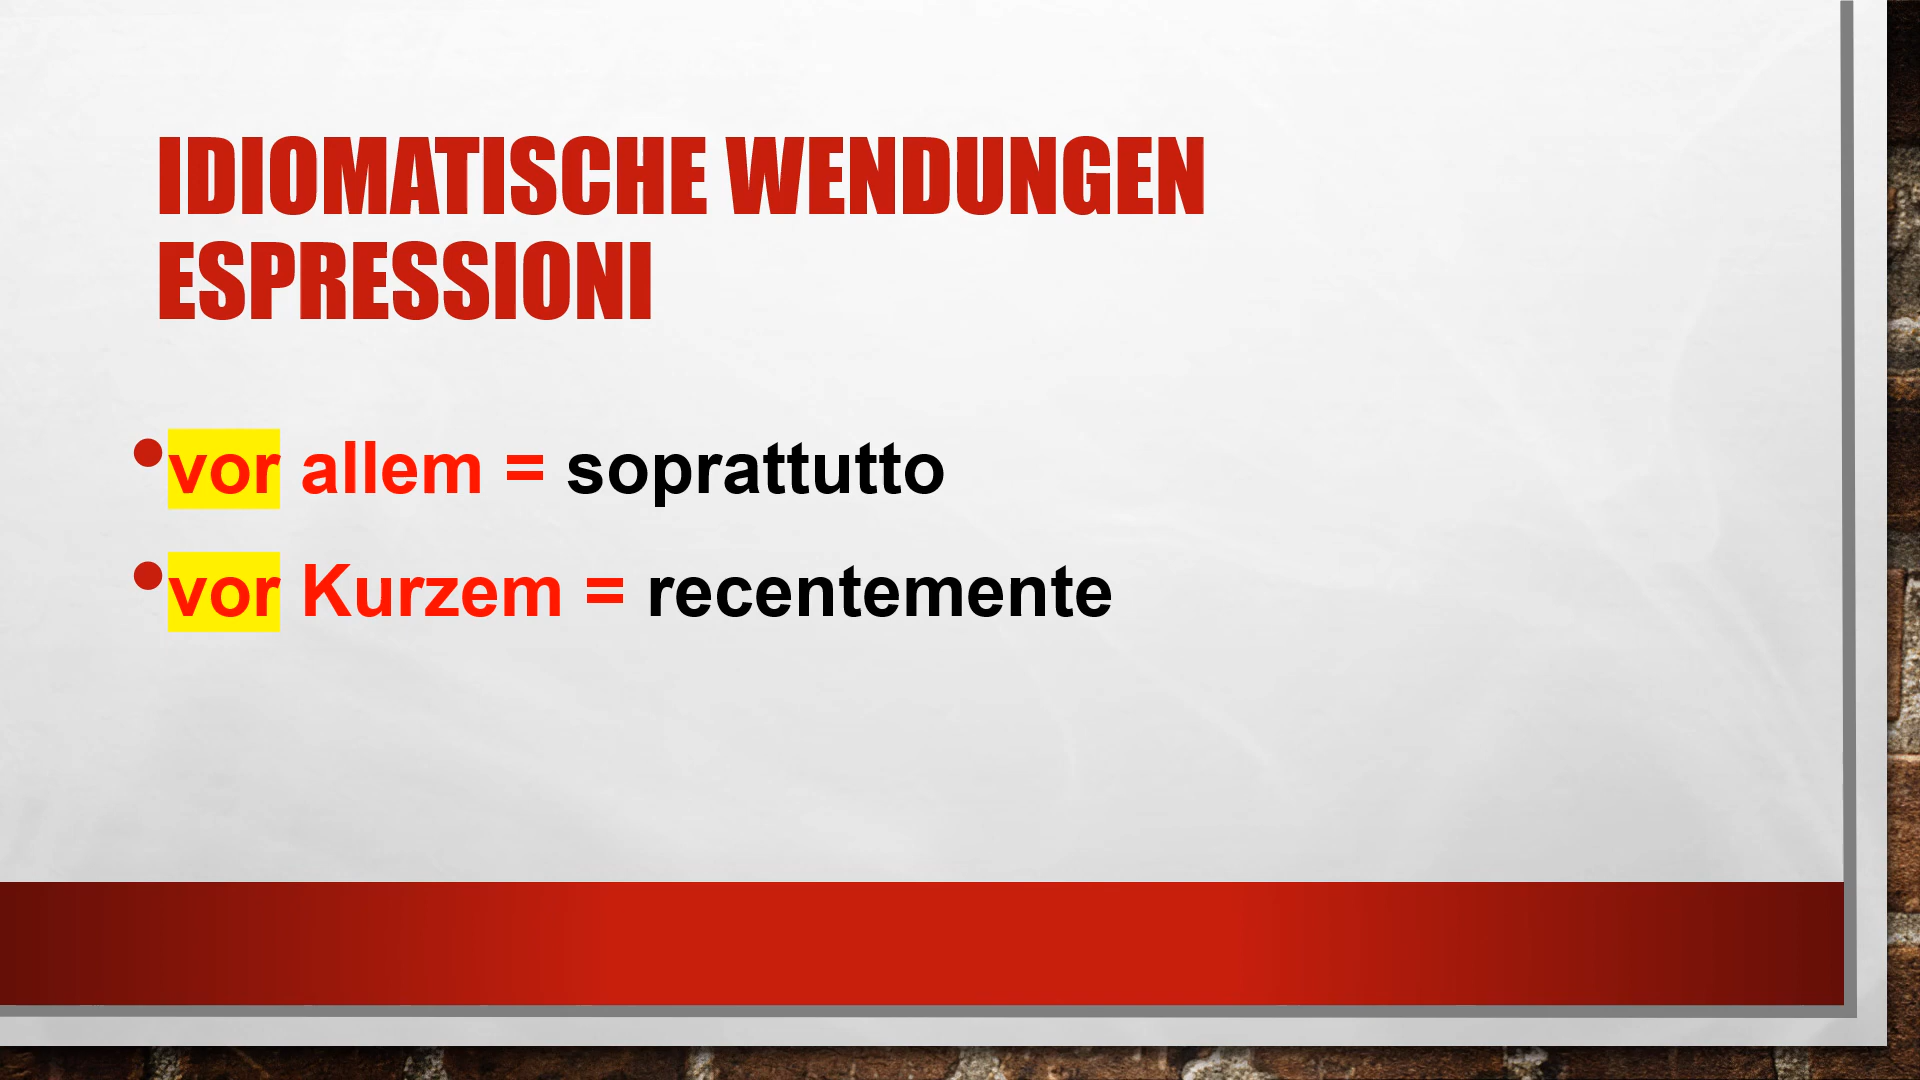 IDIOMATISCHE WENDUNGEN
ESPRESSIONI
•vor allem = soprattutto
•vor Kurzem = recentemente